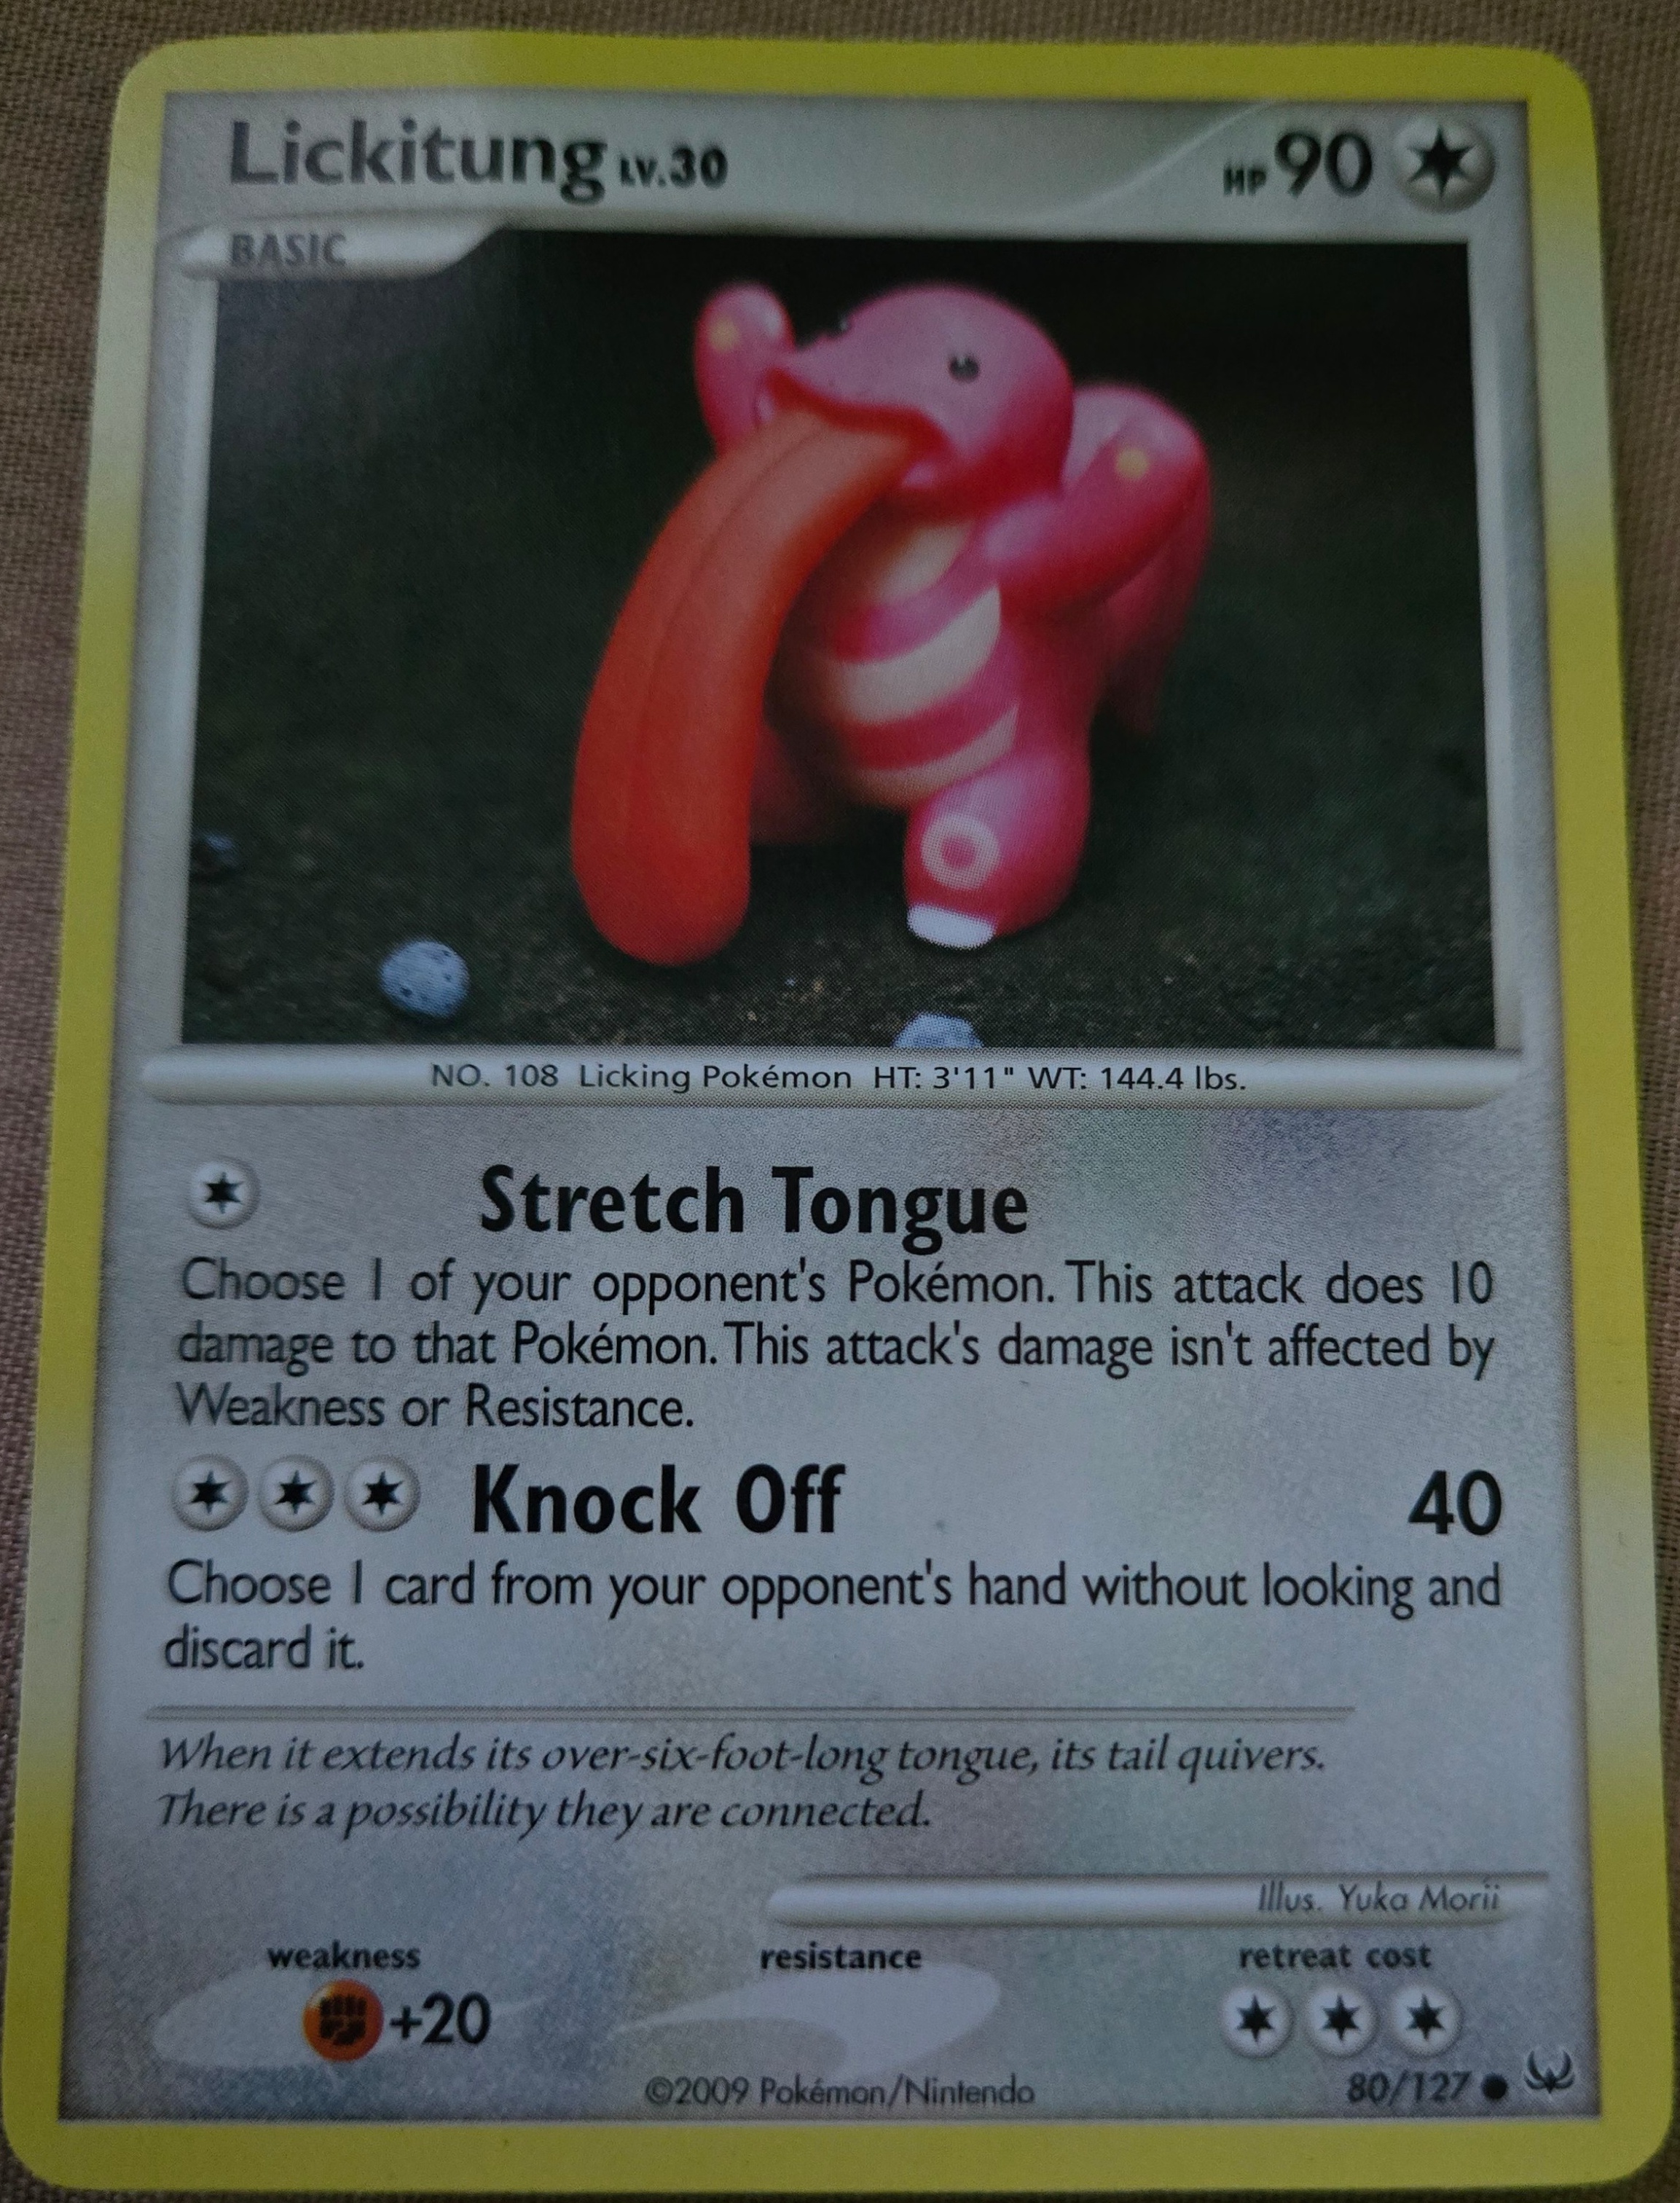 Lickitung LV.30 HP 90
BASIC
NO. 108 Licking Pokémon HT: 3'11" WT: 144.4 lbs.
Stretch Tongue
Choose 1 of your opponent's Pokémon. This attack does 10
damage to that Pokémon. This attack's damage isn't affected by
Weakness or Resistance.
Knock Off 40
Choose 1 card from your opponent's hand without looking and
discard it.
When it extends its over-six-foot-long tongue, its tail quivers.
There is a possibility they are connected.
Illus. Yuka Morii
weakness resistance retreat cost
+20
©2009 Pokémon/Nintendo 80/127